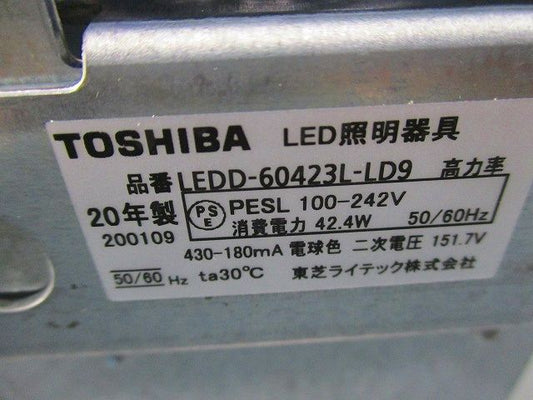 TOSHIBA LED照明器具
品番 LEDD-60423L-LD9 高力率
20年製 PS E PESL 100-242V
200109 消費電力 42.4W 50/60Hz
430-180mA 電球色 二次電圧 151.7V
50/60 Hz ta30℃ 東芝ライテック株式会社